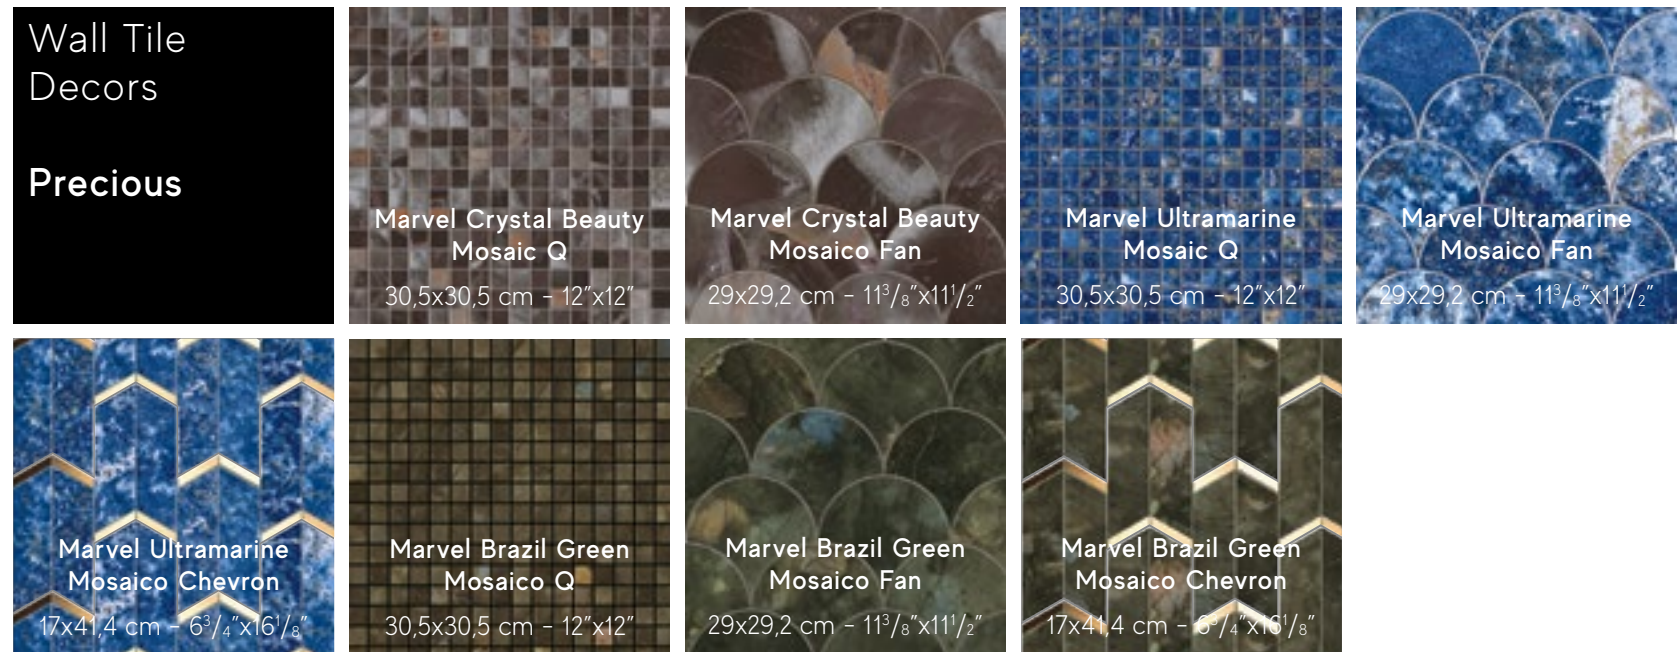 Wall Tile
Decors
Precious
Marvel Crystal Beauty
Mosaic Q
30,5x30,5 cm – 12”x12”
Marvel Crystal Beauty
Mosaico Fan
29x29,2 cm – 11³/₈”x11¹/₂”
Marvel Ultramarine
Mosaic Q
30,5x30,5 cm – 12”x12”
Marvel Ultramarine
Mosaico Fan
29x29,2 cm – 11³/₈”x11¹/₂”
Marvel Ultramarine
Mosaico Chevron
17x41,4 cm – 6³/₄”x16¹/₈”
Marvel Brazil Green
Mosaico Q
30,5x30,5 cm – 12”x12”
Marvel Brazil Green
Mosaico Fan
29x29,2 cm – 11³/₈”x11¹/₂”
Marvel Brazil Green
Mosaico Chevron
17x41,4 cm – 6³/₄”x16¹/₈”